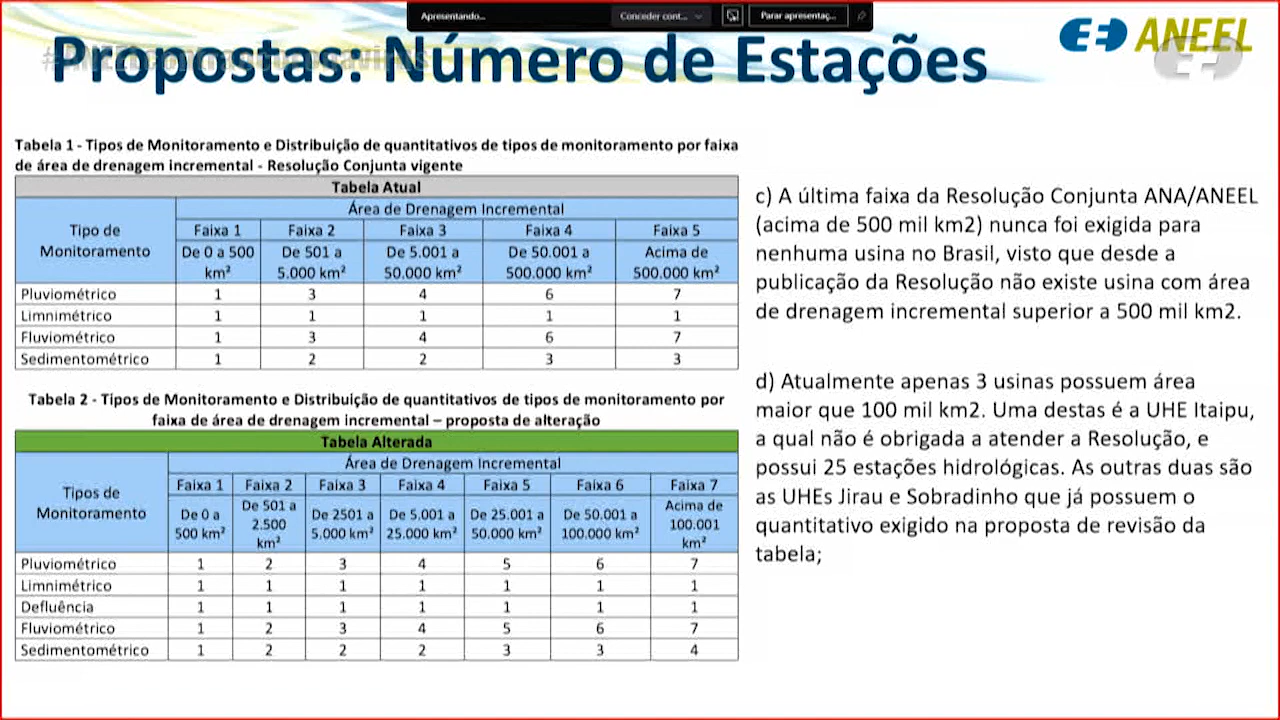 Apresentando...
Conceder cont...
Parar apresentaç...
Propostas: Número de Estações
ANEEL
Tabela 1 - Tipos de Monitoramento e Distribuição de quantitativos de tipos de monitoramento por faixa
de área de drenagem incremental - Resolução Conjunta vigente
Tabela Atual
Tipo de
Monitoramento
Área de Drenagem Incremental
Faixa 1 Faixa 2 Faixa 3 Faixa 4 Faixa 5
De 0 a 500 De 501 a De 5.001 a De 50.001 a Acima de
km² 5.000 km² 50.000 km² 500.000 km² 500.000 km²
Pluviométrico 1 3 4 6 7
Limnimétrico 1 1 1 1 1
Fluviométrico 1 3 4 6 7
Sedimentométrico 1 2 2 3 3
Tabela 2 - Tipos de Monitoramento e Distribuição de quantitativos de tipos de monitoramento por
faixa de área de drenagem incremental – proposta de alteração
Tabela Alterada
Tipos de
Monitoramento
Área de Drenagem Incremental
Faixa 1 Faixa 2 Faixa 3 Faixa 4 Faixa 5 Faixa 6 Faixa 7
De 0 a
500 km²
De 501 a
2.500
km²
De 2501 a
5.000 km²
De 5.001 a
25.000 km²
De 25.001 a
50.000 km²
De 50.001 a
100.000 km²
Acima de
100.001
km²
Pluviométrico 1 2 3 4 5 6 7
Limnimétrico 1 1 1 1 1 1 1
Defluência 1 1 1 1 1 1 1
Fluviométrico 1 2 3 4 5 6 7
Sedimentométrico 1 2 2 2 3 3 4
c) A última faixa da Resolução Conjunta ANA/ANEEL
(acima de 500 mil km2) nunca foi exigida para
nenhuma usina no Brasil, visto que desde a
publicação da Resolução não existe usina com área
de drenagem incremental superior a 500 mil km2.
d) Atualmente apenas 3 usinas possuem área
maior que 100 mil km2. Uma destas é a UHE Itaipu,
a qual não é obrigada a atender a Resolução, e
possui 25 estações hidrológicas. As outras duas são
as UHEs Jirau e Sobradinho que já possuem o
quantitativo exigido na proposta de revisão da
tabela;